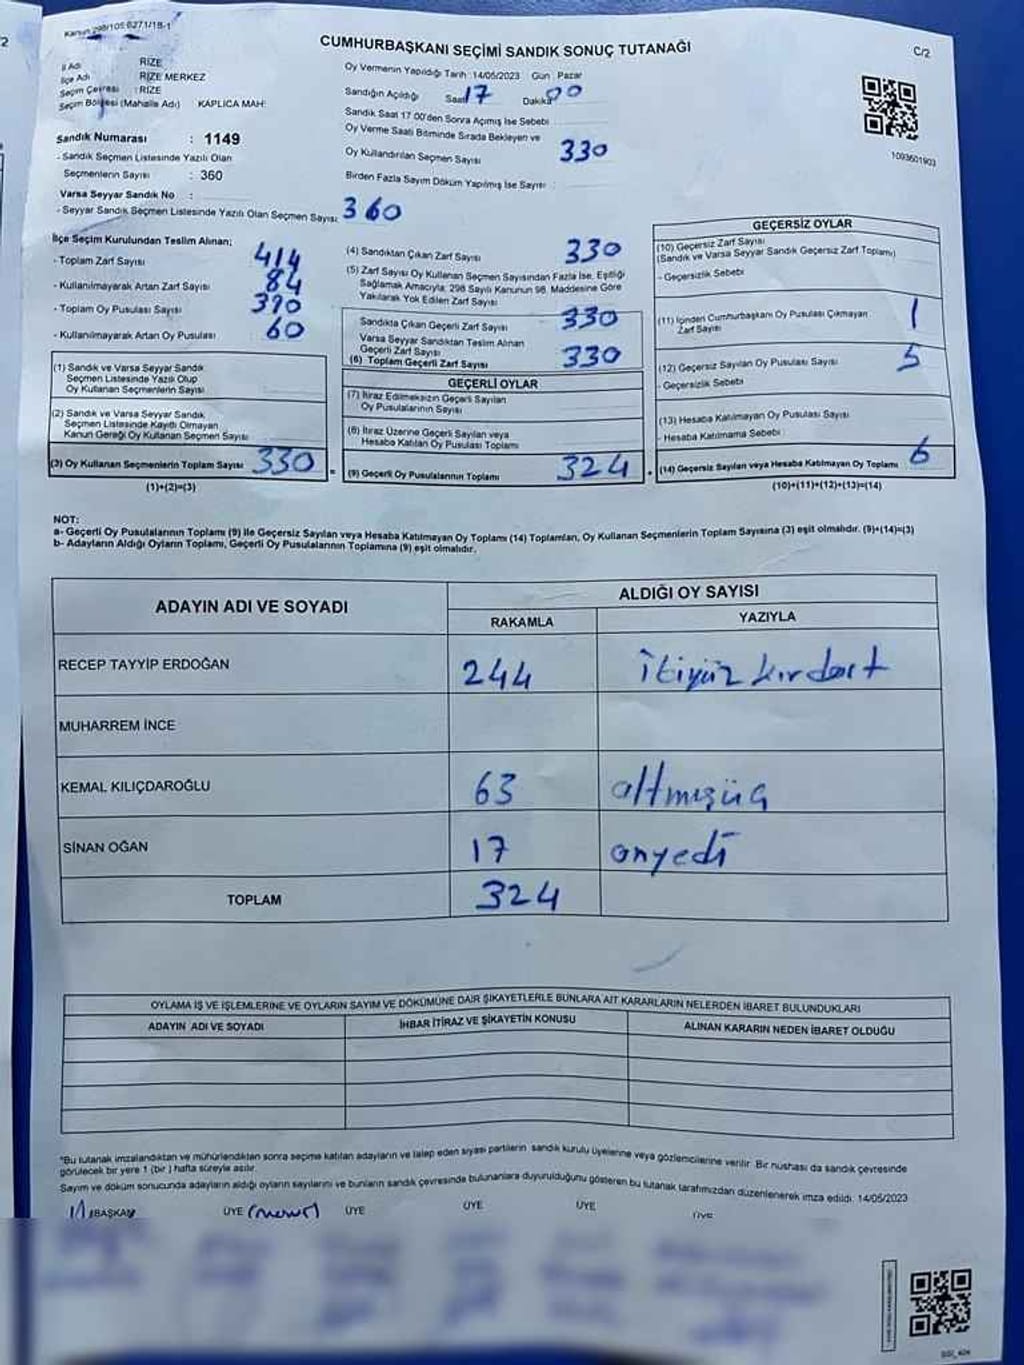 Kanun:298/105:6271/18-1
CUMHURBAŞKANI SEÇİMİ SANDIK SONUÇ TUTANAĞI
C/2
İl Adı RİZE
İlçe Adı RİZE MERKEZ
Seçim Çevresi : RİZE
Seçim Bölgesi (Mahalle Adı) KAPLICA MAH.
Sandık Numarası : 1149
- Sandık Seçmen Listesinde Yazılı Olan
Seçmenlerin Sayısı : 360
Varsa Seyyar Sandık No :
- Seyyar Sandık Seçmen Listesinde Yazılı Olan Seçmen Sayısı: 360
Oy Vermenin Yapıldığı Tarih :14/05/2023 Gün : Pazar
Sandığın Açıldığı Saat 17 Dakika 00
Sandık Saat 17.00'den Sonra Açımış İse Sebebi
Oy Verme Saati Bitiminde Sırada Bekleyen ve
Oy Kullandırılan Seçmen Sayısı 330
Birden Fazla Sayım Döküm Yapılmış İse Sayısı :
1093601903
İlçe Seçim Kurulundan Teslim Alınan;
- Toplam Zarf Sayısı 414
- Kullanılmayarak Artan Zarf Sayısı 84
- Toplam Oy Pusulası Sayısı 390
- Kullanılmayarak Artan Oy Pusulası 60
(1) Sandık ve Varsa Seyyar Sandık
Seçmen Listesinde Yazılı Olup
Oy Kullanan Seçmenlerin Sayısı
(2) Sandık ve Varsa Seyyar Sandık
Seçmen Listesinde Kayıtlı Olmayan
Kanun Gereği Oy Kullanan Seçmen Sayısı
(3) Oy Kullanan Seçmenlerin Toplam Sayısı 330
(1)+(2)=(3)
(4) Sandıktan Çıkan Zarf Sayısı 330
(5) Zarf Sayısı Oy Kullanan Seçmen Sayısından Fazla İse, Eşitliği
Sağlamak Amacıyla, 298 Sayılı Kanunun 98. Maddesine Göre
Yakılarak Yok Edilen Zarf Sayısı
Sandıkta Çıkan Geçerli Zarf Sayısı 330
Varsa Seyyar Sandıktan Teslim Alınan
Geçerli Zarf Sayısı
(6) Toplam Geçerli Zarf Sayısı 330
GEÇERLİ OYLAR
(7) İtiraz Edilmeksizin Geçerli Sayılan
Oy Pusulalarının Sayısı
(8) İtiraz Üzerine Geçerli Sayılan veya
Hesaba Katılan Oy Pusulası Toplamı
(9) Geçerli Oy Pusulalarının Toplamı 324
GEÇERSİZ OYLAR
(10) Geçersiz Zarf Sayısı
(Sandık ve Varsa Seyyar Sandık Geçersiz Zarf Toplamı)
- Geçersizlik Sebebi
(11) İçinden Cumhurbaşkanı Oy Pusulası Çıkmayan
Zarf Sayısı 1
(12) Geçersiz Sayılan Oy Pusulası Sayısı 5
- Geçersizlik Sebebi
(13) Hesaba Katılmayan Oy Pusulası Sayısı
- Hesaba Katılmama Sebebi
(14) Geçersiz Sayılan veya Hesaba Katılmayan Oy Toplamı 6
(10)+(11)+(12)+(13)=(14)
NOT:
a- Geçerli Oy Pusulalarının Toplamı (9) ile Geçersiz Sayılan veya Hesaba Katılmayan Oy Toplamı (14) Toplamları, Oy Kullanan Seçmenlerin Toplam Sayısına (3) eşit olmalıdır. (9)+(14)=(3)
b- Adayların Aldığı Oyların Toplamı, Geçerli Oy Pusulalarının Toplamına (9) eşit olmalıdır.
ADAYIN ADI VE SOYADI
ALDIĞI OY SAYISI
RAKAMLA YAZIYLA
RECEP TAYYİP ERDOĞAN 244 ikiyüz kırdört
MUHARREM İNCE
KEMAL KILIÇDAROĞLU 63 altmışüç
SİNAN OĞAN 17 onyedi
TOPLAM 324
OYLAMA İŞ VE İŞLEMLERİNE VE OYLARIN SAYIM VE DÖKÜMÜNE DAİR ŞİKAYETLERLE BUNLARA AİT KARARLARIN NELERDEN İBARET BULUNDUKLARI
ADAYIN ADI VE SOYADI İHBAR İTİRAZ VE ŞİKAYETİN KONUSU ALINAN KARARIN NEDEN İBARET OLDUĞU
*Bu tutanak imzalandıktan ve mühürlendikten sonra seçime katılan adayların ve talep eden siyasi partilerin sandık kurulu üyelerine veya gözlemcilerine verilir. Bir nüshası da sandık çevresinde
görülecek bir yere 1 (bir) hafta süreyle asılır.
Sayım ve döküm sonucunda adayların aldığı oyların sayılarını ve bunların sandık çevresinde bulunanlara duyurulduğunu gösteren bu tutanak tarafımızdan düzenlenerek imza edildi. 14/05/2023
BAŞKAN ÜYE (memur) ÜYE ÜYE ÜYE ÜYE